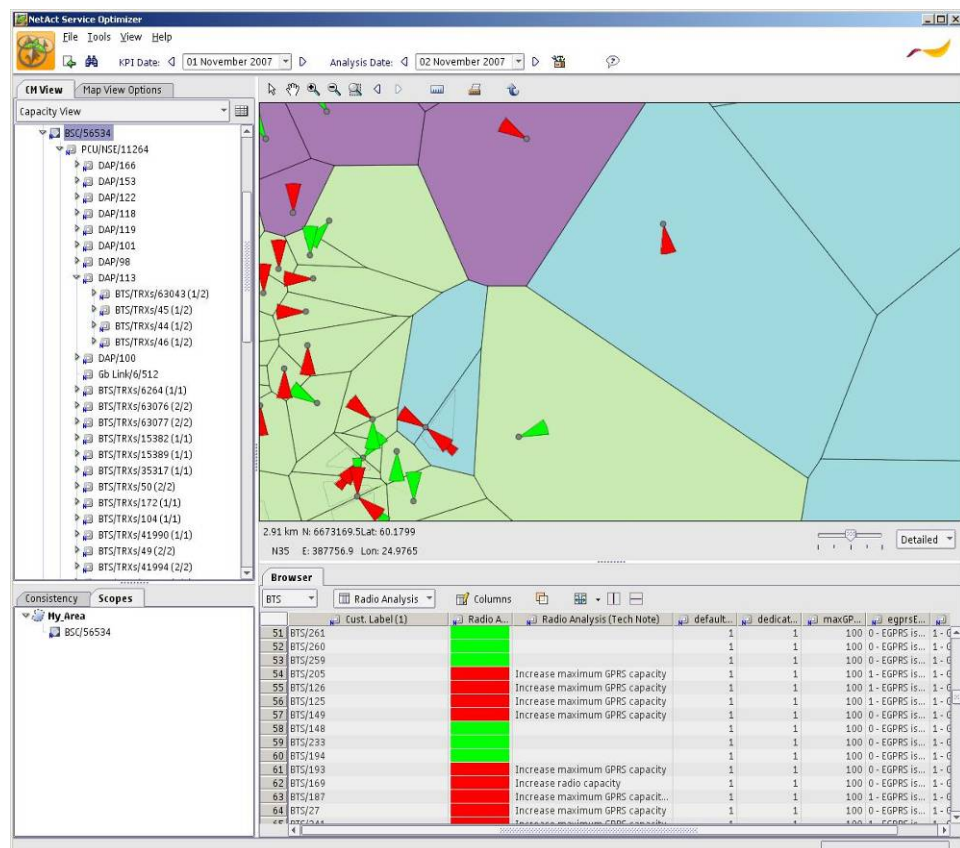 NetAct Service Optimizer
File Tools View Help
KPI Date: 01 November 2007 Analysis Date: 02 November 2007
CM View Map View Options
Capacity View
BSC/56534
PCU/NSE/11264
DAP/166
DAP/153
DAP/122
DAP/118
DAP/119
DAP/101
DAP/98
DAP/113
BTS/TRXs/63043 (1/2)
BTS/TRXs/45 (1/2)
BTS/TRXs/44 (1/2)
BTS/TRXs/46 (1/2)
DAP/100
Gb Link/6/512
BTS/TRXs/6264 (1/1)
BTS/TRXs/63076 (2/2)
BTS/TRXs/63077 (2/2)
BTS/TRXs/15382 (1/1)
BTS/TRXs/15389 (1/1)
BTS/TRXs/35317 (1/1)
BTS/TRXs/50 (2/2)
BTS/TRXs/172 (1/1)
BTS/TRXs/104 (1/1)
BTS/TRXs/41990 (1/1)
BTS/TRXs/49 (2/2)
BTS/TRXs/41994 (2/2)
Consistency Scopes
My_Area
BSC/56534
2.91 km N: 6673169.5Lat: 60.1799
N35 E: 387756.9 Lon: 24.9765
Detailed
Browser
BTS Radio Analysis Columns
Cust. Label (1) Radio A... Radio Analysis (Tech Note) default... dedicat... maxGP... egprsE...
51 BTS/261 1 1 100 0 - EGPRS is... 1 - G
52 BTS/260 1 1 100 0 - EGPRS is... 1 - G
53 BTS/259 1 1 100 0 - EGPRS is... 1 - G
54 BTS/205 Increase maximum GPRS capacity 1 1 100 1 - EGPRS is... 1 - G
55 BTS/126 Increase maximum GPRS capacity 1 1 100 1 - EGPRS is... 1 - G
56 BTS/125 Increase maximum GPRS capacity 1 1 100 1 - EGPRS is... 1 - G
57 BTS/149 Increase maximum GPRS capacity 1 1 100 0 - EGPRS is... 1 - G
58 BTS/148 1 1 100 0 - EGPRS is... 1 - G
59 BTS/233 1 1 100 0 - EGPRS is... 1 - G
60 BTS/194 1 1 100 0 - EGPRS is... 1 - G
61 BTS/193 Increase maximum GPRS capacity 1 1 100 0 - EGPRS is... 1 - G
62 BTS/169 Increase radio capacity 1 1 100 0 - EGPRS is... 1 - G
63 BTS/187 Increase maximum GPRS capacit... 1 1 100 1 - EGPRS is... 1 - G
64 BTS/27 Increase maximum GPRS capacity 1 1 100 0 - EGPRS is... 1 - G